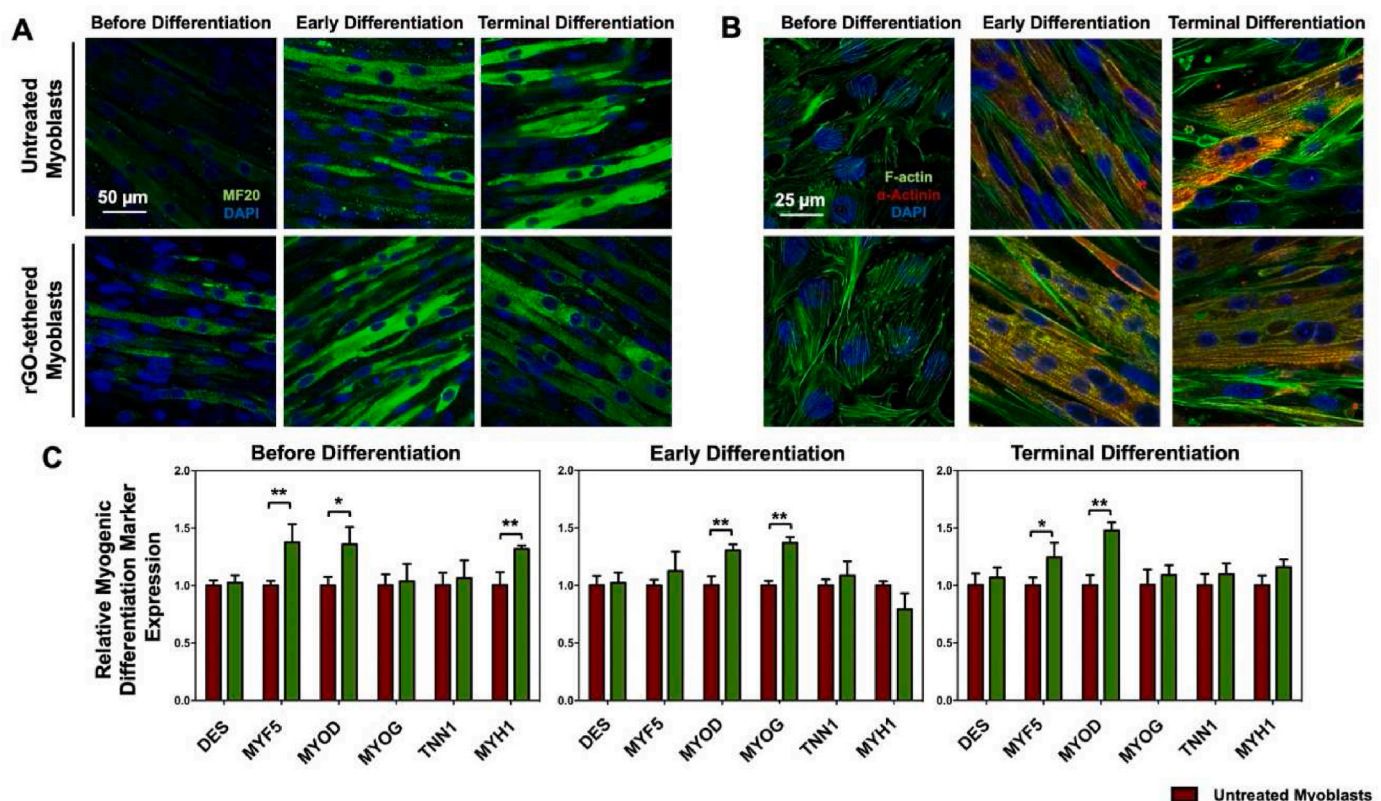 A
Before Differentiation Early Differentiation Terminal Differentiation
Untreated
Myoblasts
50 µm
MF20
DAPI
rGO-tethered
Myoblasts
B
Before Differentiation Early Differentiation Terminal Differentiation
25 µm
F-actin
α-Actinin
DAPI
C
Relative Myogenic
Differentiation Marker
Expression
Before Differentiation
2.0
1.5
1.0
0.5
0.0
** * **
DES MYF5 MYOD MYOG TNN1 MYH1
Early Differentiation
2.0
1.5
1.0
0.5
0.0
** **
DES MYF5 MYOD MYOG TNN1 MYH1
Terminal Differentiation
2.0
1.5
1.0
0.5
0.0
* **
DES MYF5 MYOD MYOG TNN1 MYH1
Untreated Myoblasts